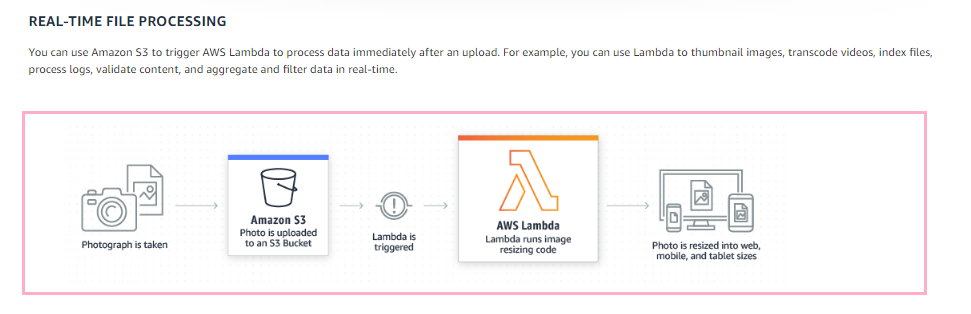 REAL-TIME FILE PROCESSING
You can use Amazon S3 to trigger AWS Lambda to process data immediately after an upload. For example, you can use Lambda to thumbnail images, transcode videos, index files,
process logs, validate content, and aggregate and filter data in real-time.
Photograph is taken
Amazon S3
Photo is uploaded
to an S3 Bucket
Lambda is
triggered
AWS Lambda
Lambda runs image
resizing code
Photo is resized into web,
mobile, and tablet sizes